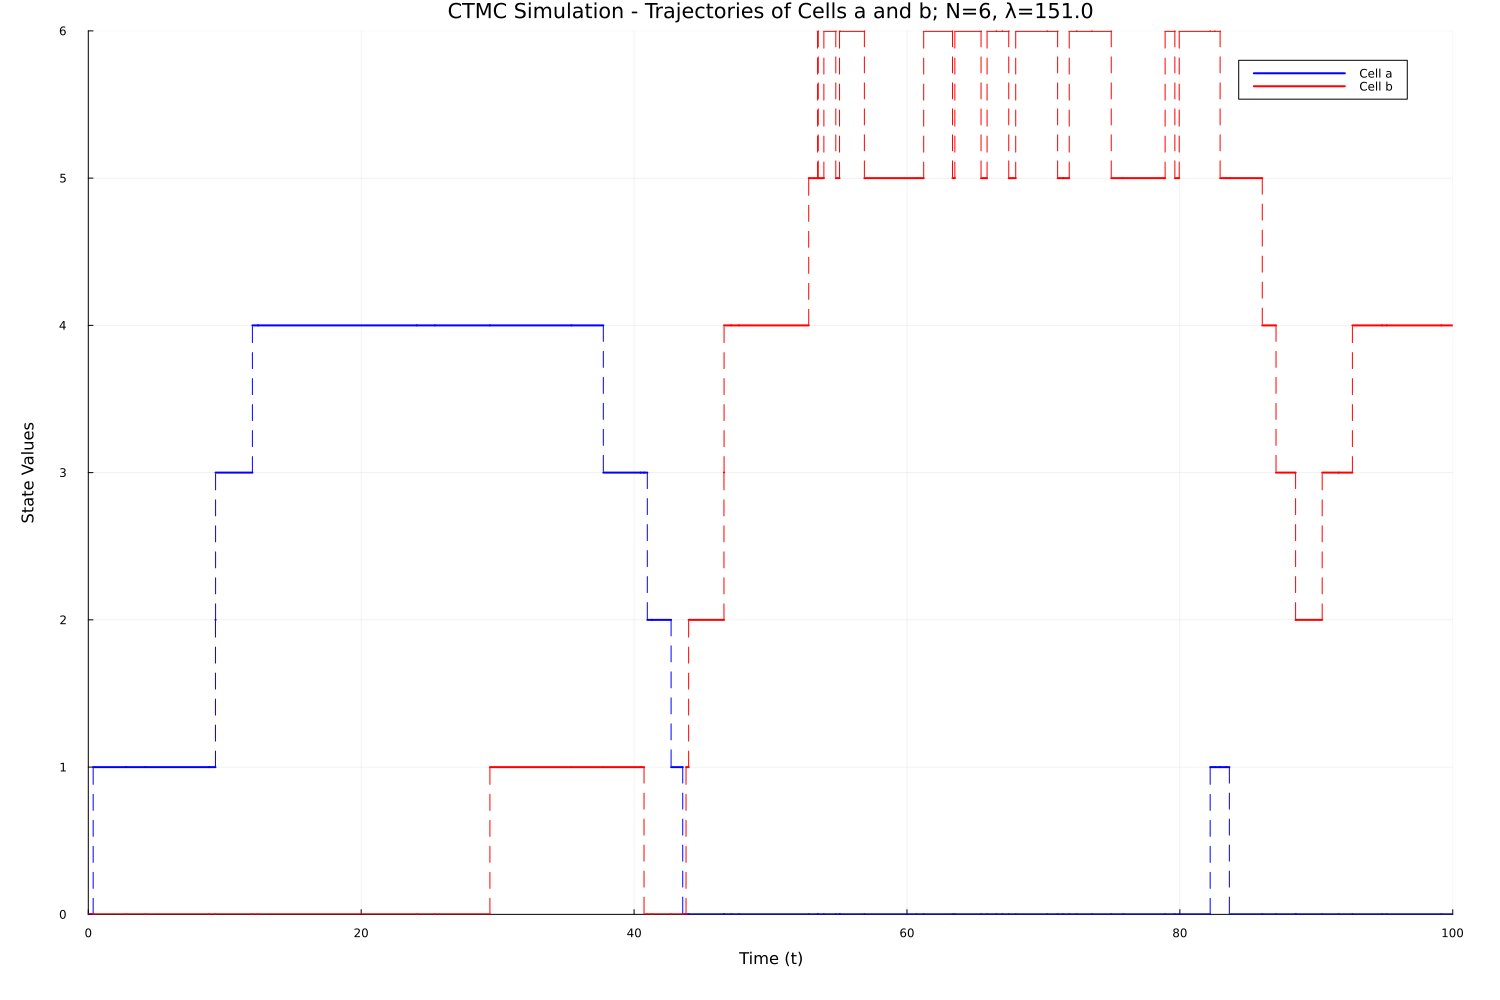 CTMC Simulation - Trajectories of Cells a and b; N=6, λ=151.0
Cell a
Cell b
State Values
6
5
4
3
2
1
0
0 20 40 60 80 100
Time (t)